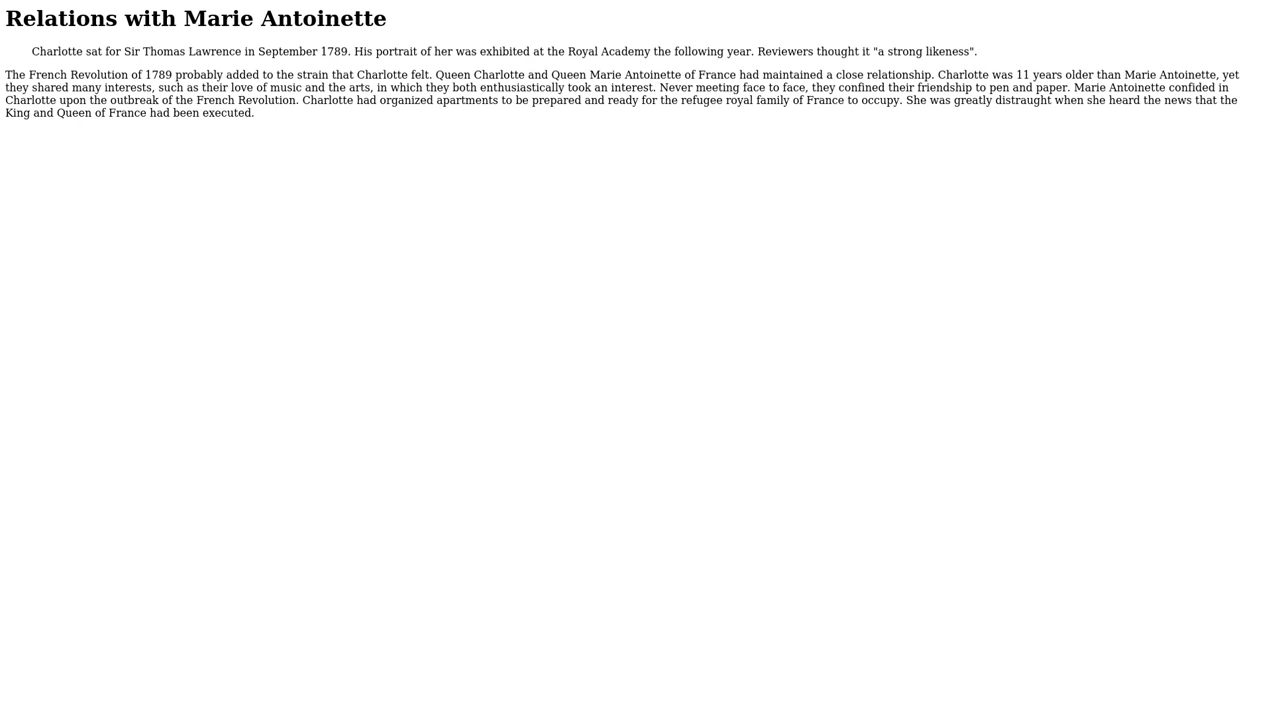 Relations with Marie Antoinette
Charlotte sat for Sir Thomas Lawrence in September 1789. His portrait of her was exhibited at the Royal Academy the following year. Reviewers thought it "a strong likeness".
The French Revolution of 1789 probably added to the strain that Charlotte felt. Queen Charlotte and Queen Marie Antoinette of France had maintained a close relationship. Charlotte was 11 years older than Marie Antoinette, yet
they shared many interests, such as their love of music and the arts, in which they both enthusiastically took an interest. Never meeting face to face, they confined their friendship to pen and paper. Marie Antoinette confided in
Charlotte upon the outbreak of the French Revolution. Charlotte had organized apartments to be prepared and ready for the refugee royal family of France to occupy. She was greatly distraught when she heard the news that the
King and Queen of France had been executed.